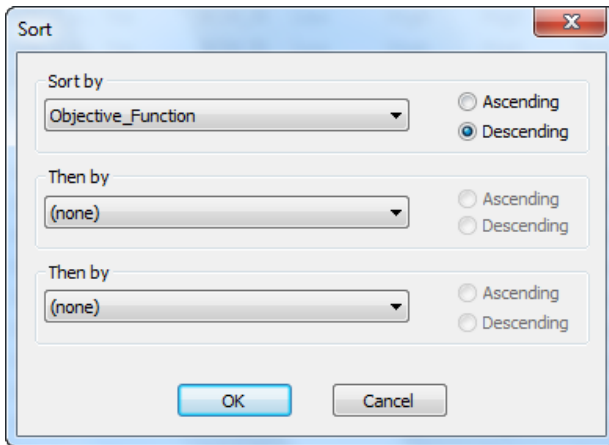 Sort
Sort by
Objective_Function
Ascending
Descending
Then by
(none)
Ascending
Descending
Then by
(none)
Ascending
Descending
OK
Cancel